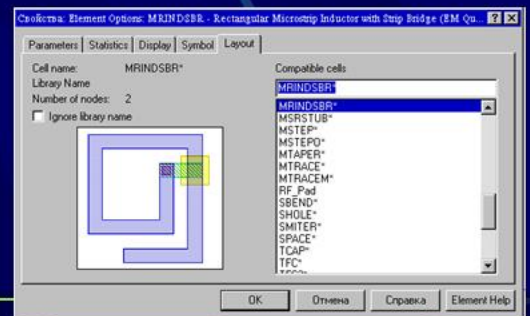 Свойства: Element Options: MRINDSBR - Rectangular Microstrip Inductor with Strip Bridge (EM Qu...
Parameters Statistics Display Symbol Layout
Cell name: MRINDSBR*
Library Name
Number of nodes: 2
Ignore library name
Compatible cells
MRINDSBR*
MRINDSBR*
MSRSTUB*
MSTEP*
MSTEPO*
MTAPER*
MTRACE*
MTRACEM*
RF_Pad
SBEND*
SHOLE*
SMITER*
SPACE*
TCAP*
TFC*
OK Отмена Справка Element Help